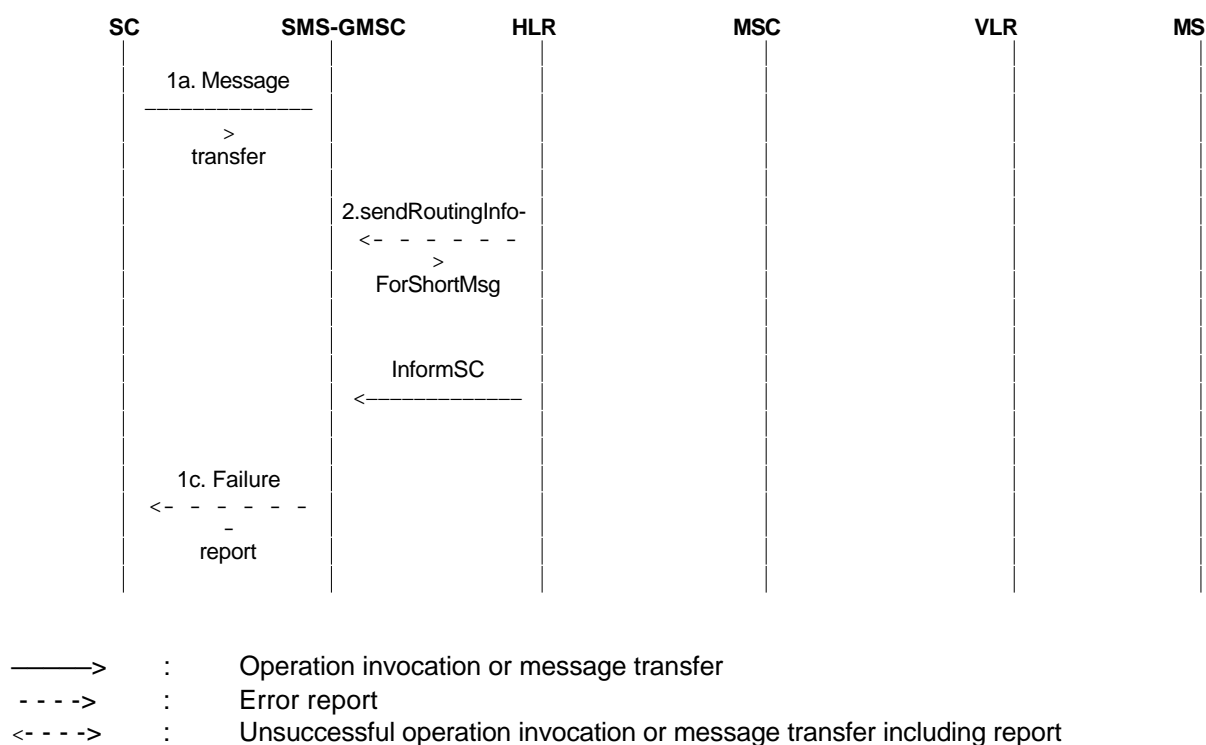 SC SMS-GMSC HLR MSC VLR MS
1a. Message
──────────────
>
transfer
2.sendRoutingInfo-
<- - - - - -
>
ForShortMsg
InformSC
<─────────────
1c. Failure
<- - - - - -
-
report
──────> : Operation invocation or message transfer
- - - -> : Error report
<- - - -> : Unsuccessful operation invocation or message transfer including report